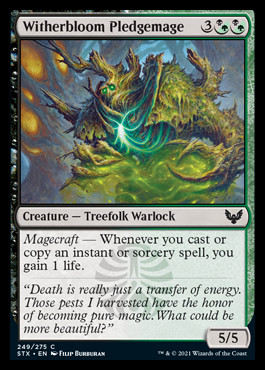 Witherbloom Pledgemage 3
Creature — Treefolk Warlock
Magecraft — Whenever you cast or
copy an instant or sorcery spell, you
gain 1 life.
“Death is really just a transfer of energy.
Those pests I harvested have the honor
of becoming pure magic. What could be
more beautiful?”
5/5
249/275 C
STX • EN Filip Burburan
™ & © 2021 Wizards of the Coast